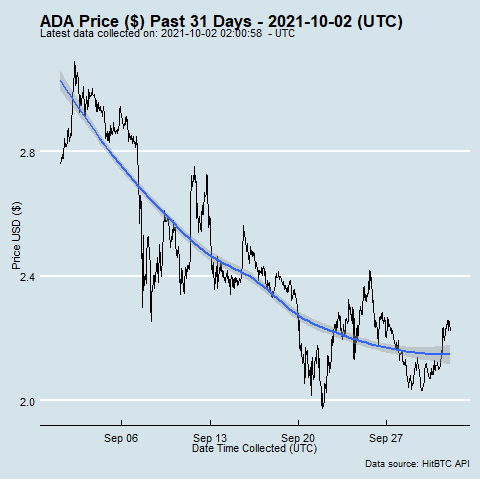 ADA Price ($) Past 31 Days - 2021-10-02 (UTC)
Latest data collected on: 2021-10-02 02:00:58 - UTC
2.8
2.4
2.0
Price USD ($)
Sep 06 Sep 13 Sep 20 Sep 27
Date Time Collected (UTC)
Data source: HitBTC API